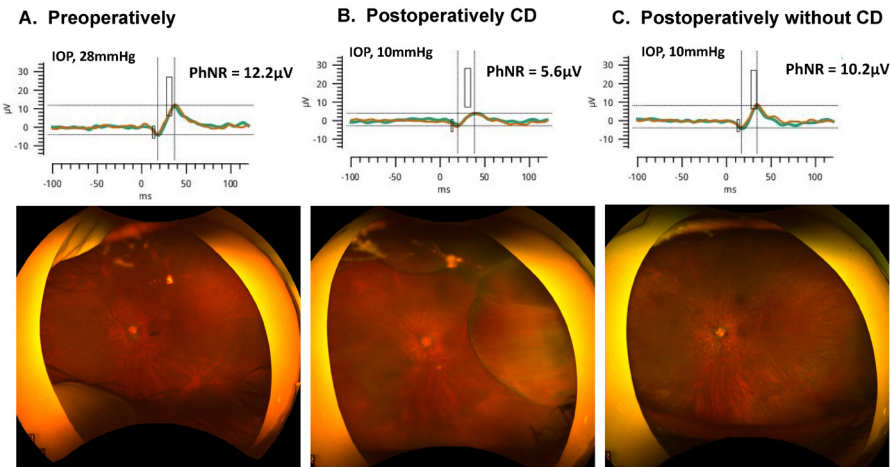 A. Preoperatively
IOP, 28mmHg
PhNR = 12.2μV
30
20
10
0
-10
μV
-100 -50 0 50 100
ms
B. Postoperatively CD
IOP, 10mmHg
PhNR = 5.6μV
30
20
10
0
-10
μV
-100 -50 0 50 100
ms
C. Postoperatively without CD
IOP, 10mmHg
PhNR = 10.2μV
30
20
10
0
-10
μV
-100 -50 0 50 100
ms